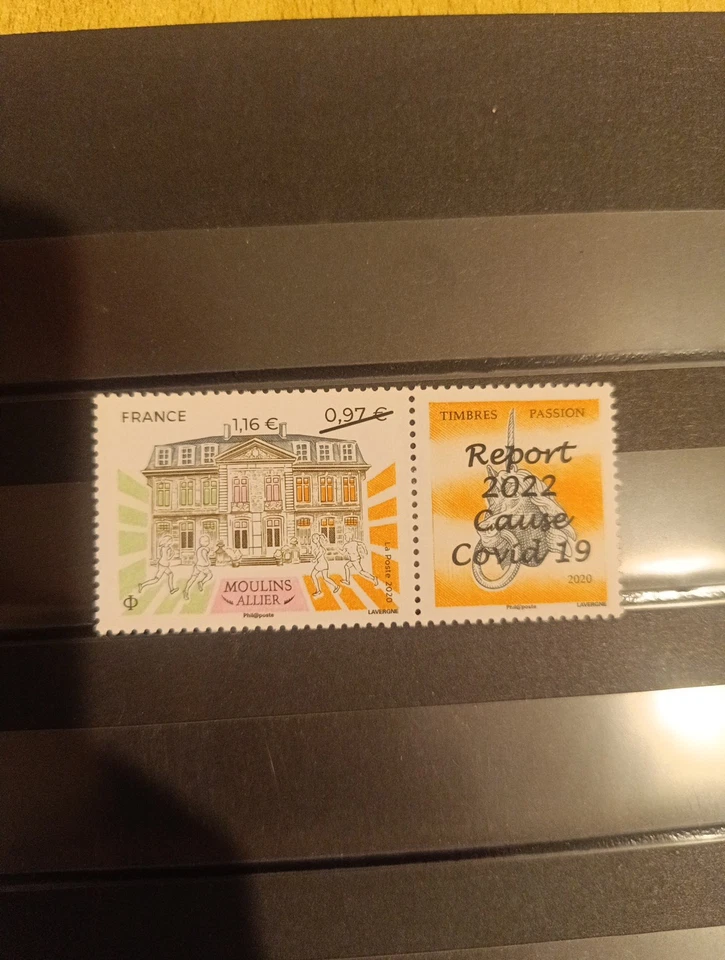 FRANCE
1,16 €
0,97 €
MOULINS
ALLIER
La Poste 2020
Phil@poste
LAVERGNE
TIMBRES PASSION
Report
2022
Cause
Covid 19
2020
Phil@poste
LAVERGNE